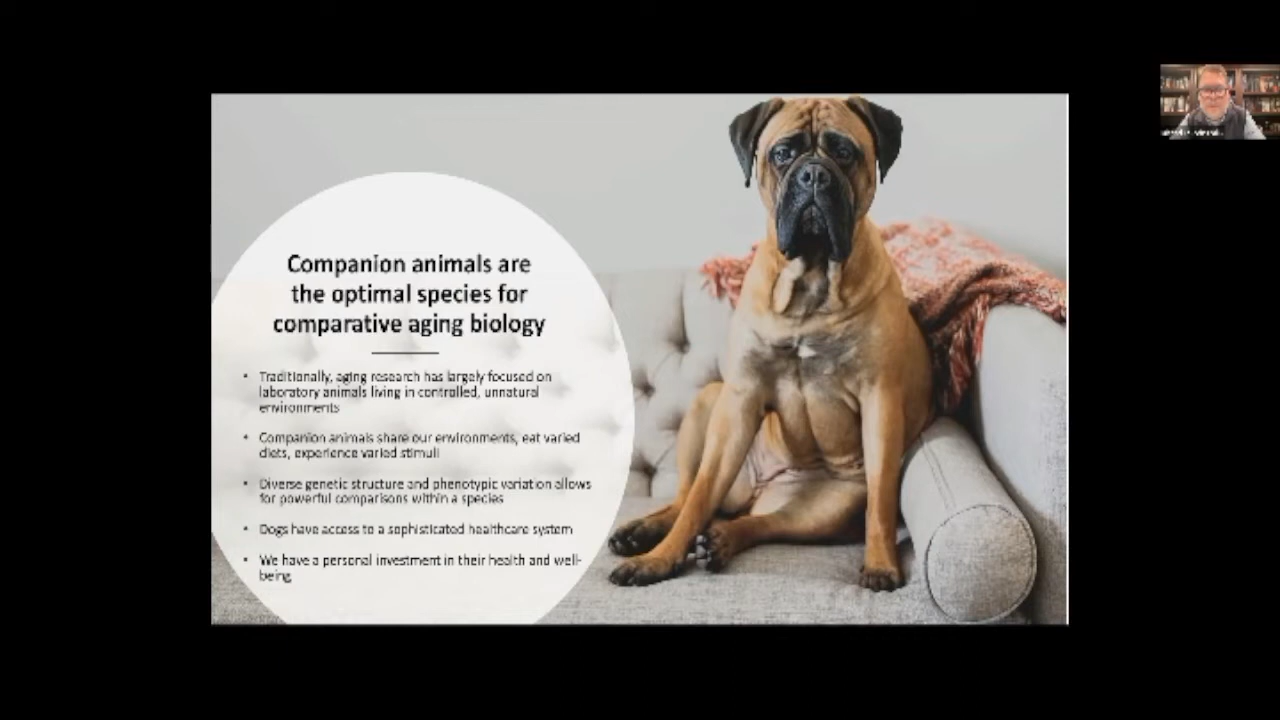 Companion animals are
the optimal species for
comparative aging biology
• Traditionally, aging research has largely focused on
laboratory animals living in controlled, unnatural
environments
• Companion animals share our environments, eat varied
diets, experience varied stimuli
• Diverse genetic structure and phenotypic variation allows
for powerful comparisons within a species
• Dogs have access to a sophisticated healthcare system
• We have a personal investment in their health and well-
being